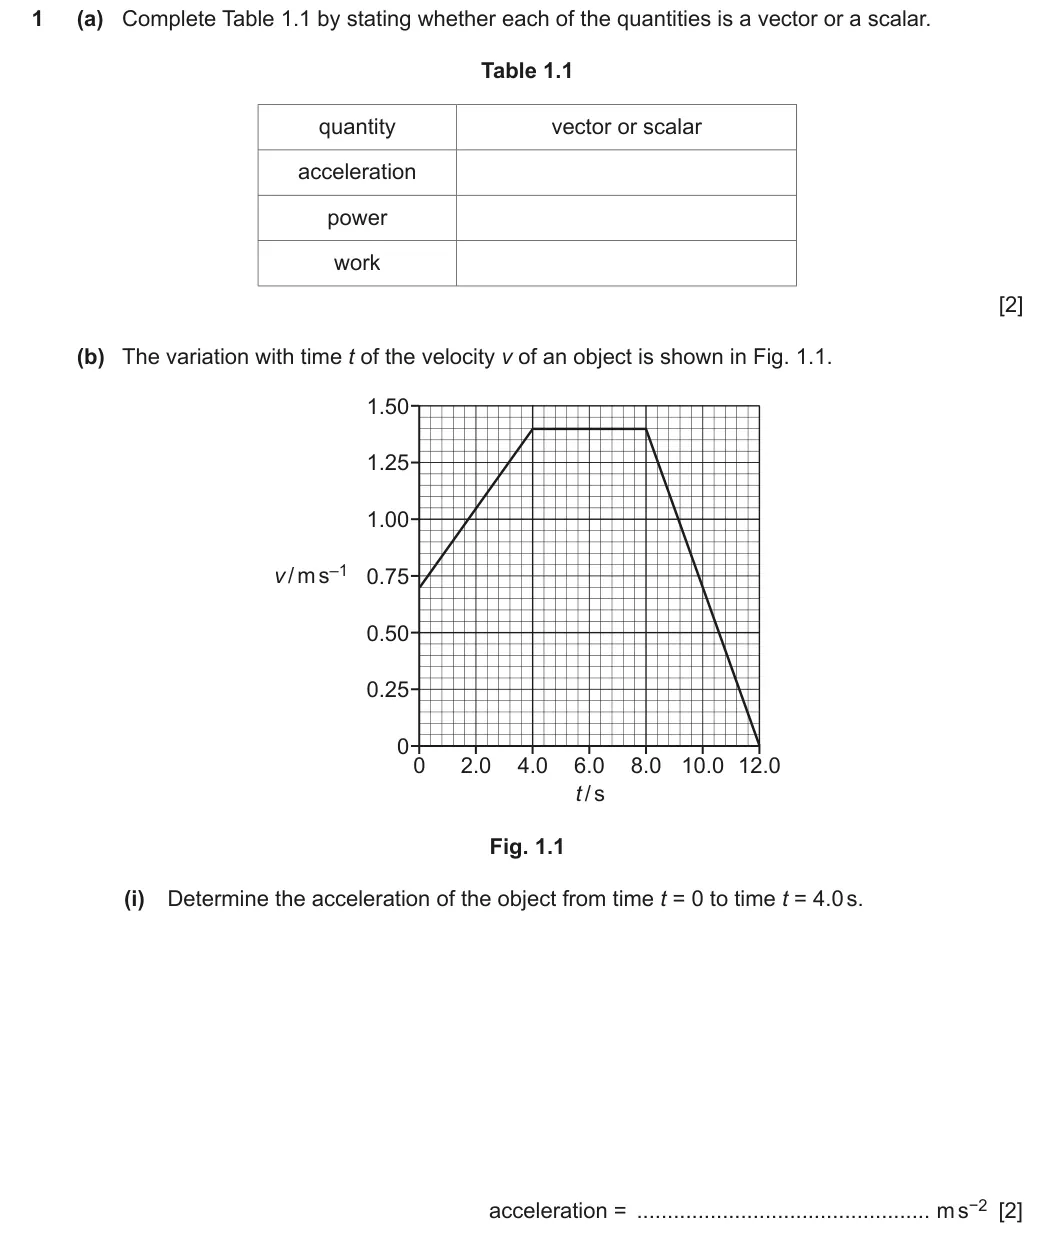 1 (a) Complete Table 1.1 by stating whether each of the quantities is a vector or a scalar.
Table 1.1
quantity vector or scalar
acceleration
power
work
[2]
(b) The variation with time t of the velocity v of an object is shown in Fig. 1.1.
1.50
1.25
1.00
v/ms⁻¹ 0.75
0.50
0.25
0
0 2.0 4.0 6.0 8.0 10.0 12.0
t/s
Fig. 1.1
(i) Determine the acceleration of the object from time t = 0 to time t = 4.0s.
acceleration = ................................................ ms⁻² [2]